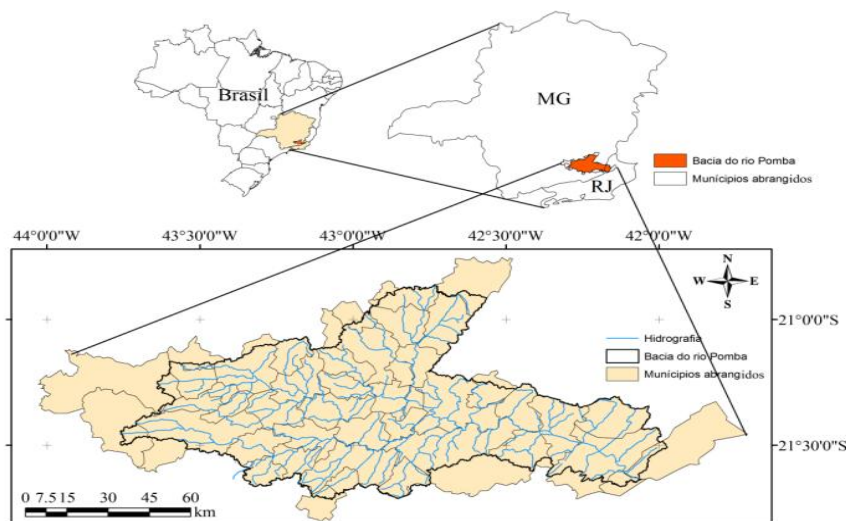 Brasil
MG
RJ
Bacia do rio Pomba
Munícipios abrangidos
44°0'0"W 43°30'0"W 43°0'0"W 42°30'0"W 42°0'0"W
N
W E
S
21°0'0"S
Hidrografia
Bacia do rio Pomba
Munícipios abrangidos
21°30'0"S
0 7.5 15 30 45 60
km